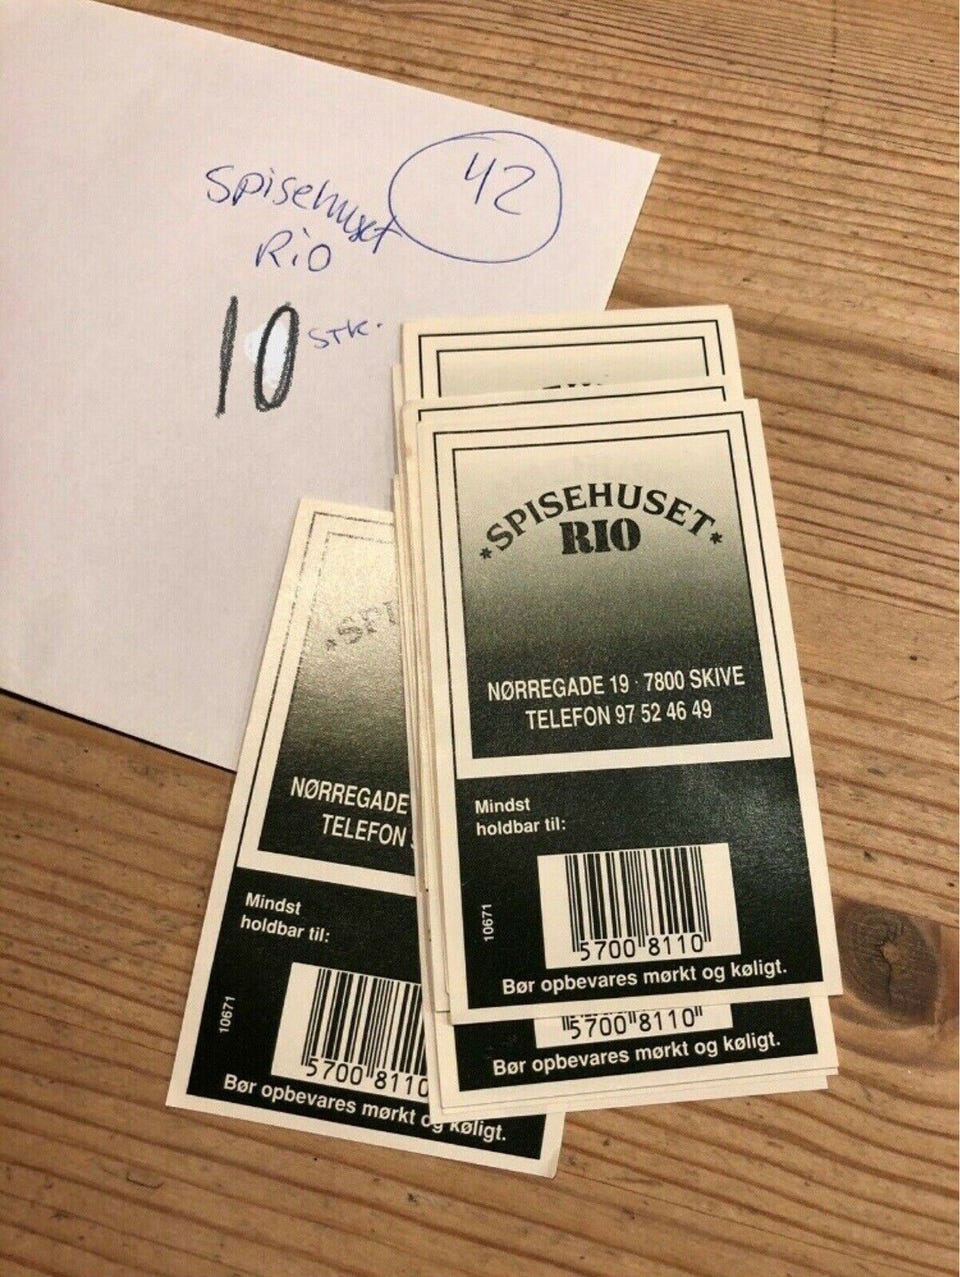 Spisehuset
Rio
42
10 STK.
*SPISEHUSET*
RIO
NØRREGADE 19 · 7800 SKIVE
TELEFON 97 52 46 49
Mindst
holdbar til:
10671
5700 8110
Bør opbevares mørkt og køligt.
5700 8110
Bør opbevares mørkt og køligt.
NØRREGADE
TELEFON
Mindst
holdbar til:
10671
5700 8110
Bør opbevares mørkt og køligt.